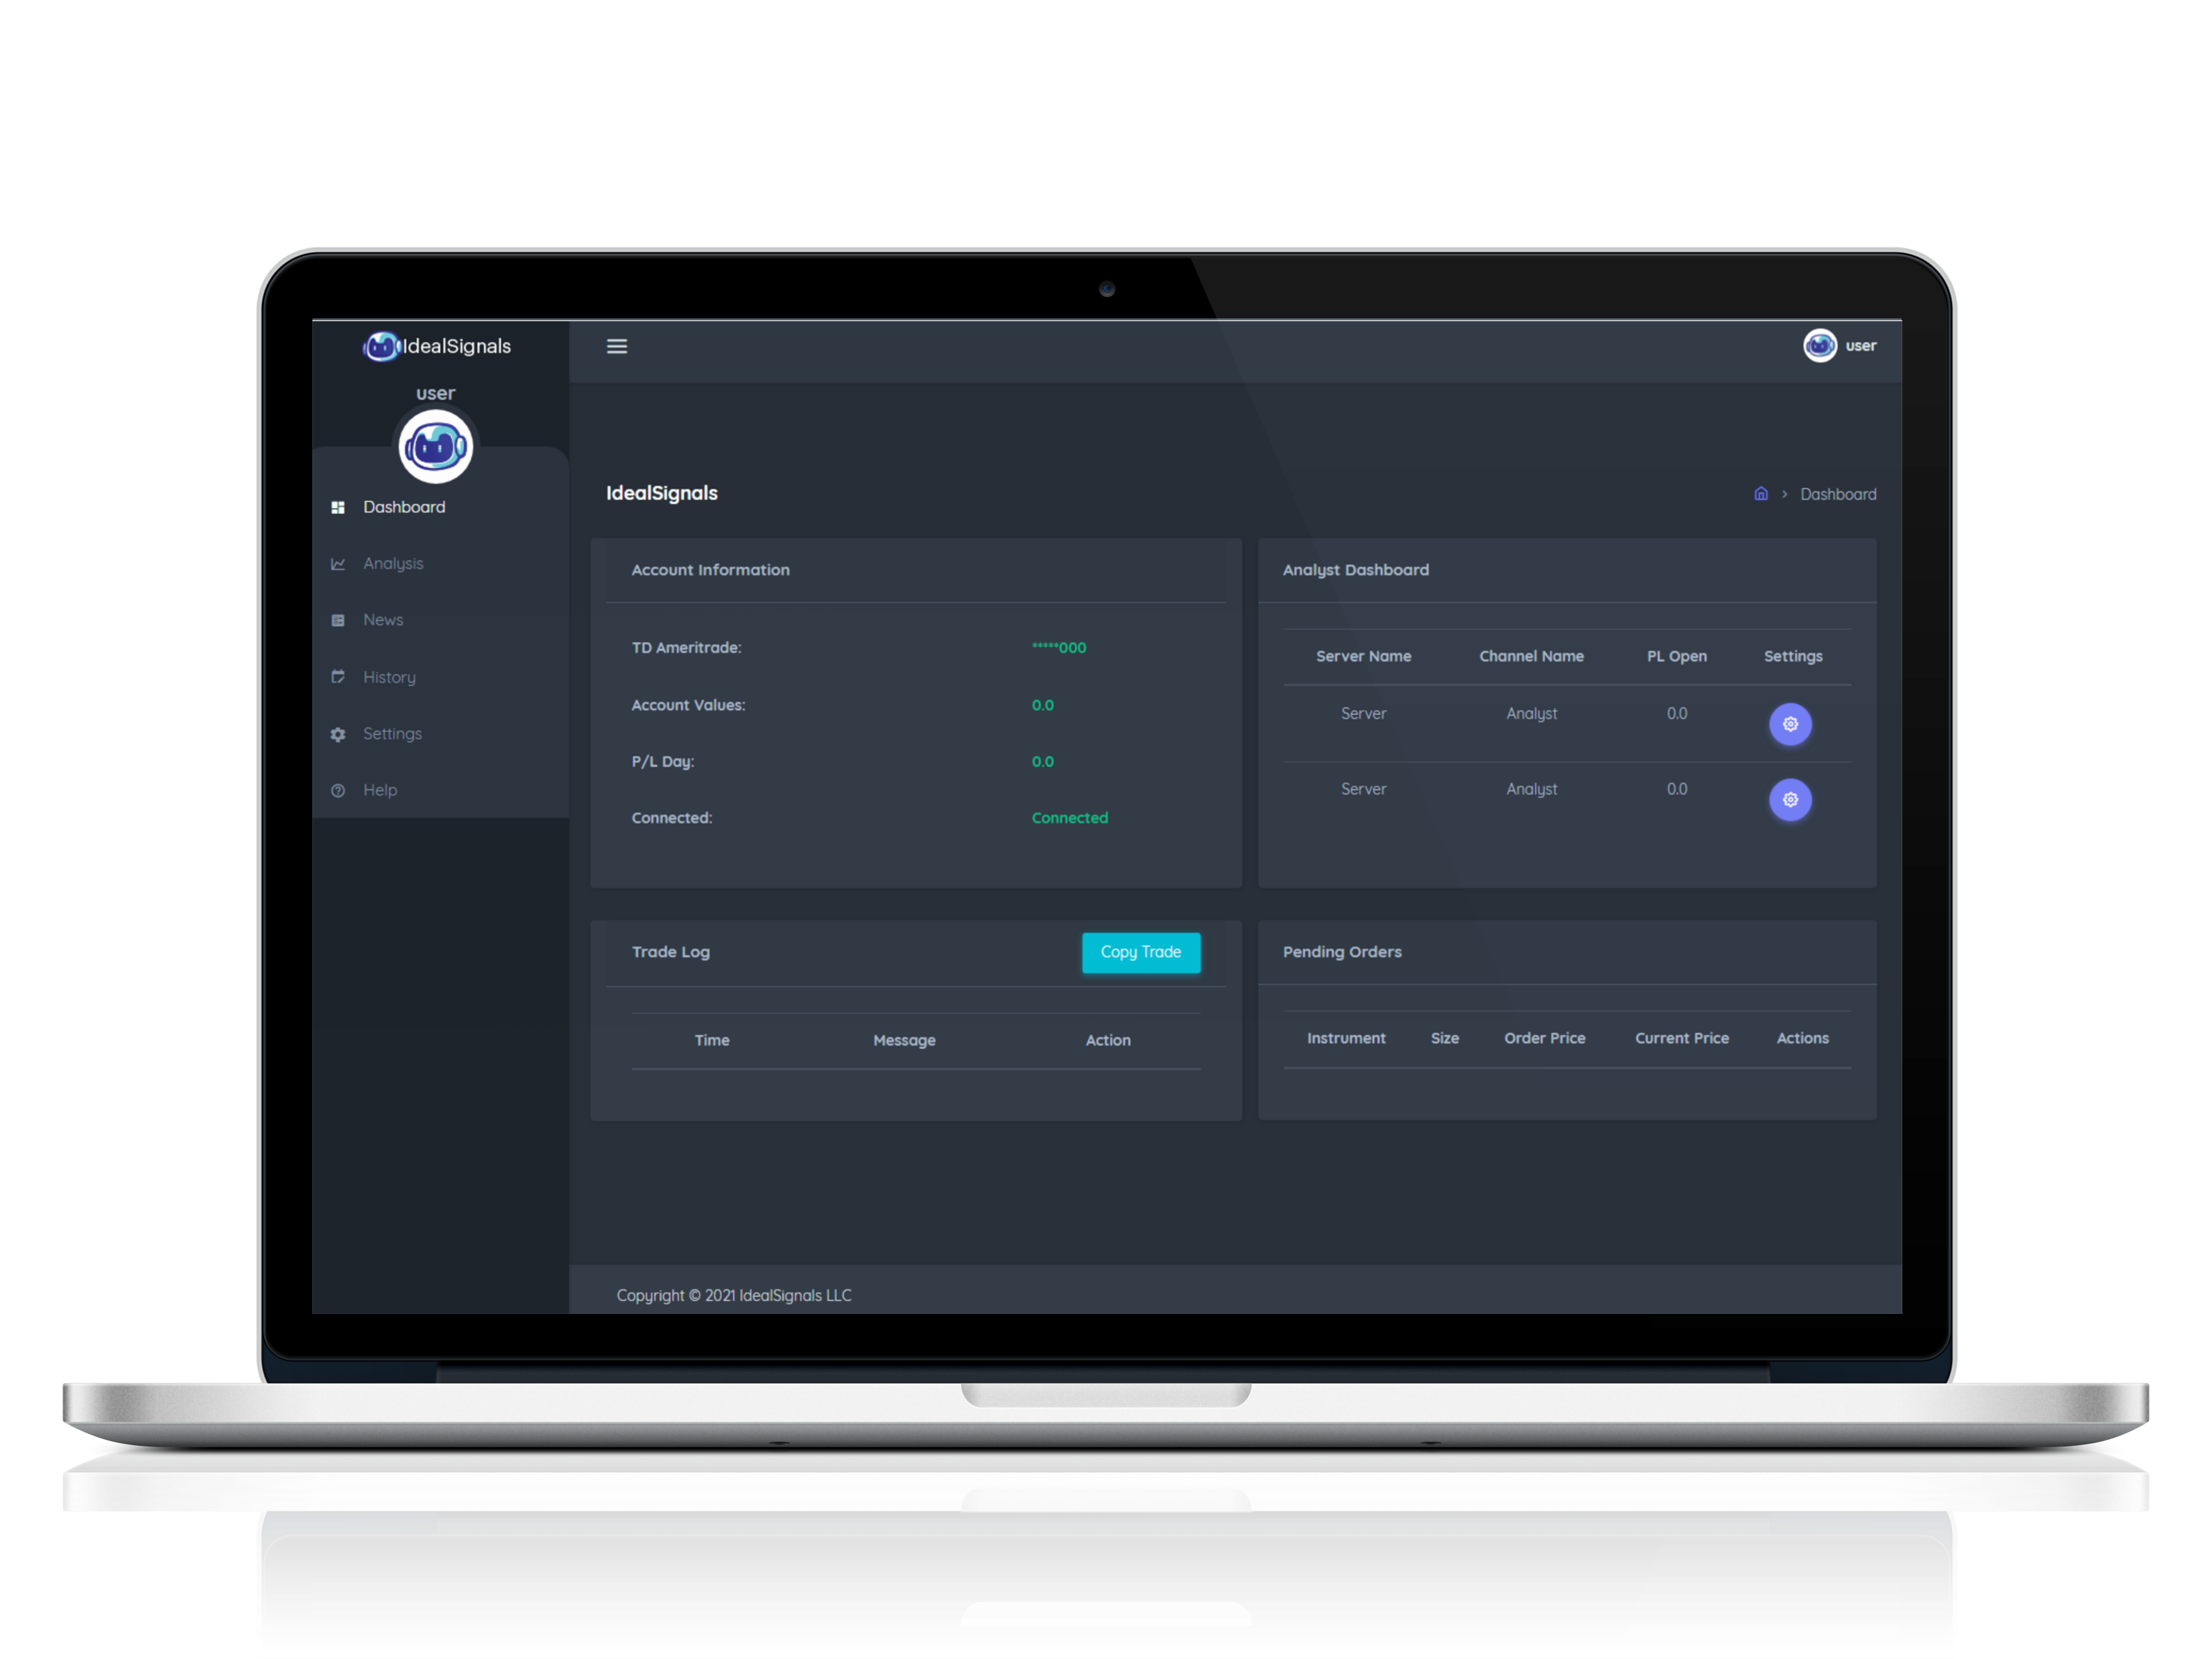 IdealSignals
user
user
Dashboard
Analysis
News
History
Settings
Help
IdealSignals
Dashboard
Account Information
TD Ameritrade: *****000
Account Values: 0.0
P/L Day: 0.0
Connected: Connected
Analyst Dashboard
Server Name Channel Name PL Open Settings
Server Analyst 0.0
Server Analyst 0.0
Trade Log Copy Trade
Time Message Action
Pending Orders
Instrument Size Order Price Current Price Actions
Copyright © 2021 IdealSignals LLC